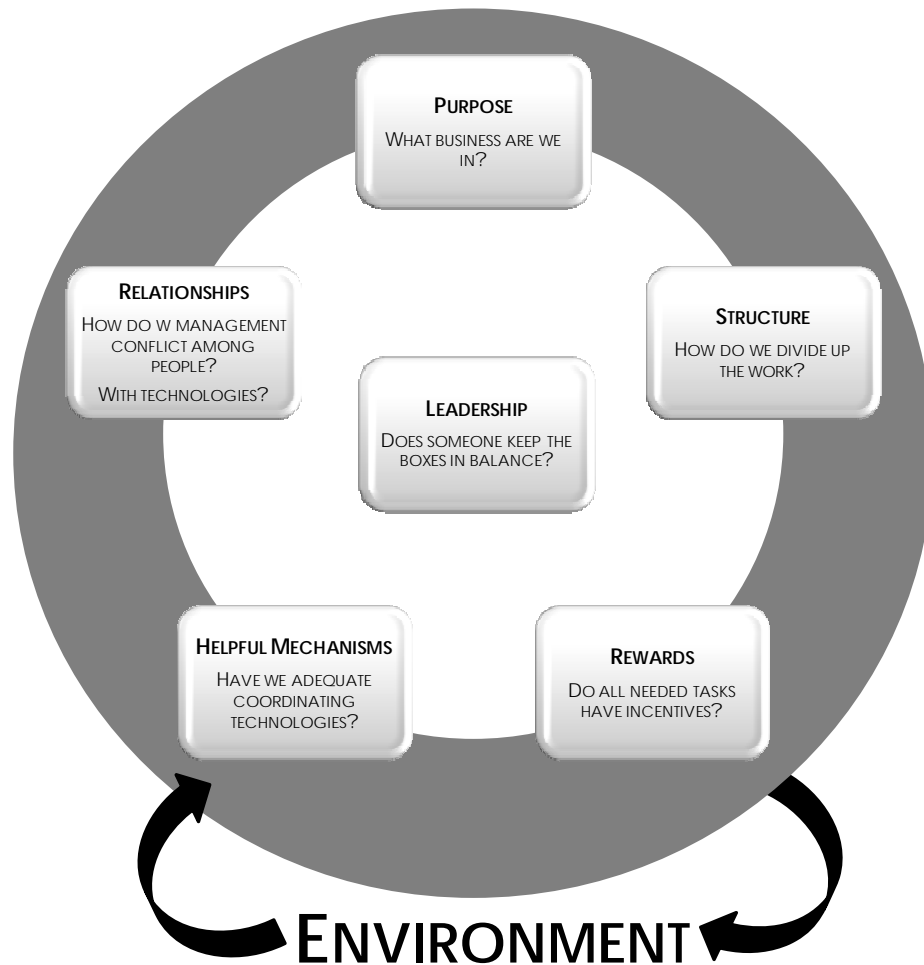 PURPOSE
WHAT BUSINESS ARE WE
IN?
RELATIONSHIPS
HOW DO W MANAGEMENT
CONFLICT AMONG
PEOPLE?
WITH TECHNOLOGIES?
STRUCTURE
HOW DO WE DIVIDE UP
THE WORK?
LEADERSHIP
DOES SOMEONE KEEP THE
BOXES IN BALANCE?
HELPFUL MECHANISMS
HAVE WE ADEQUATE
COORDINATING
TECHNOLOGIES?
REWARDS
DO ALL NEEDED TASKS
HAVE INCENTIVES?
ENVIRONMENT